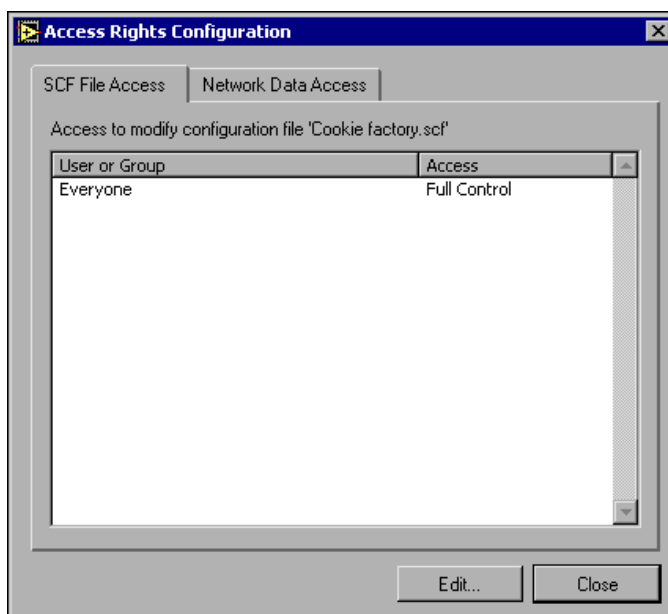 Access Rights Configuration
SCF File Access
Network Data Access
Access to modify configuration file 'Cookie factory.scf'
User or Group Access
Everyone Full Control
Edit... Close